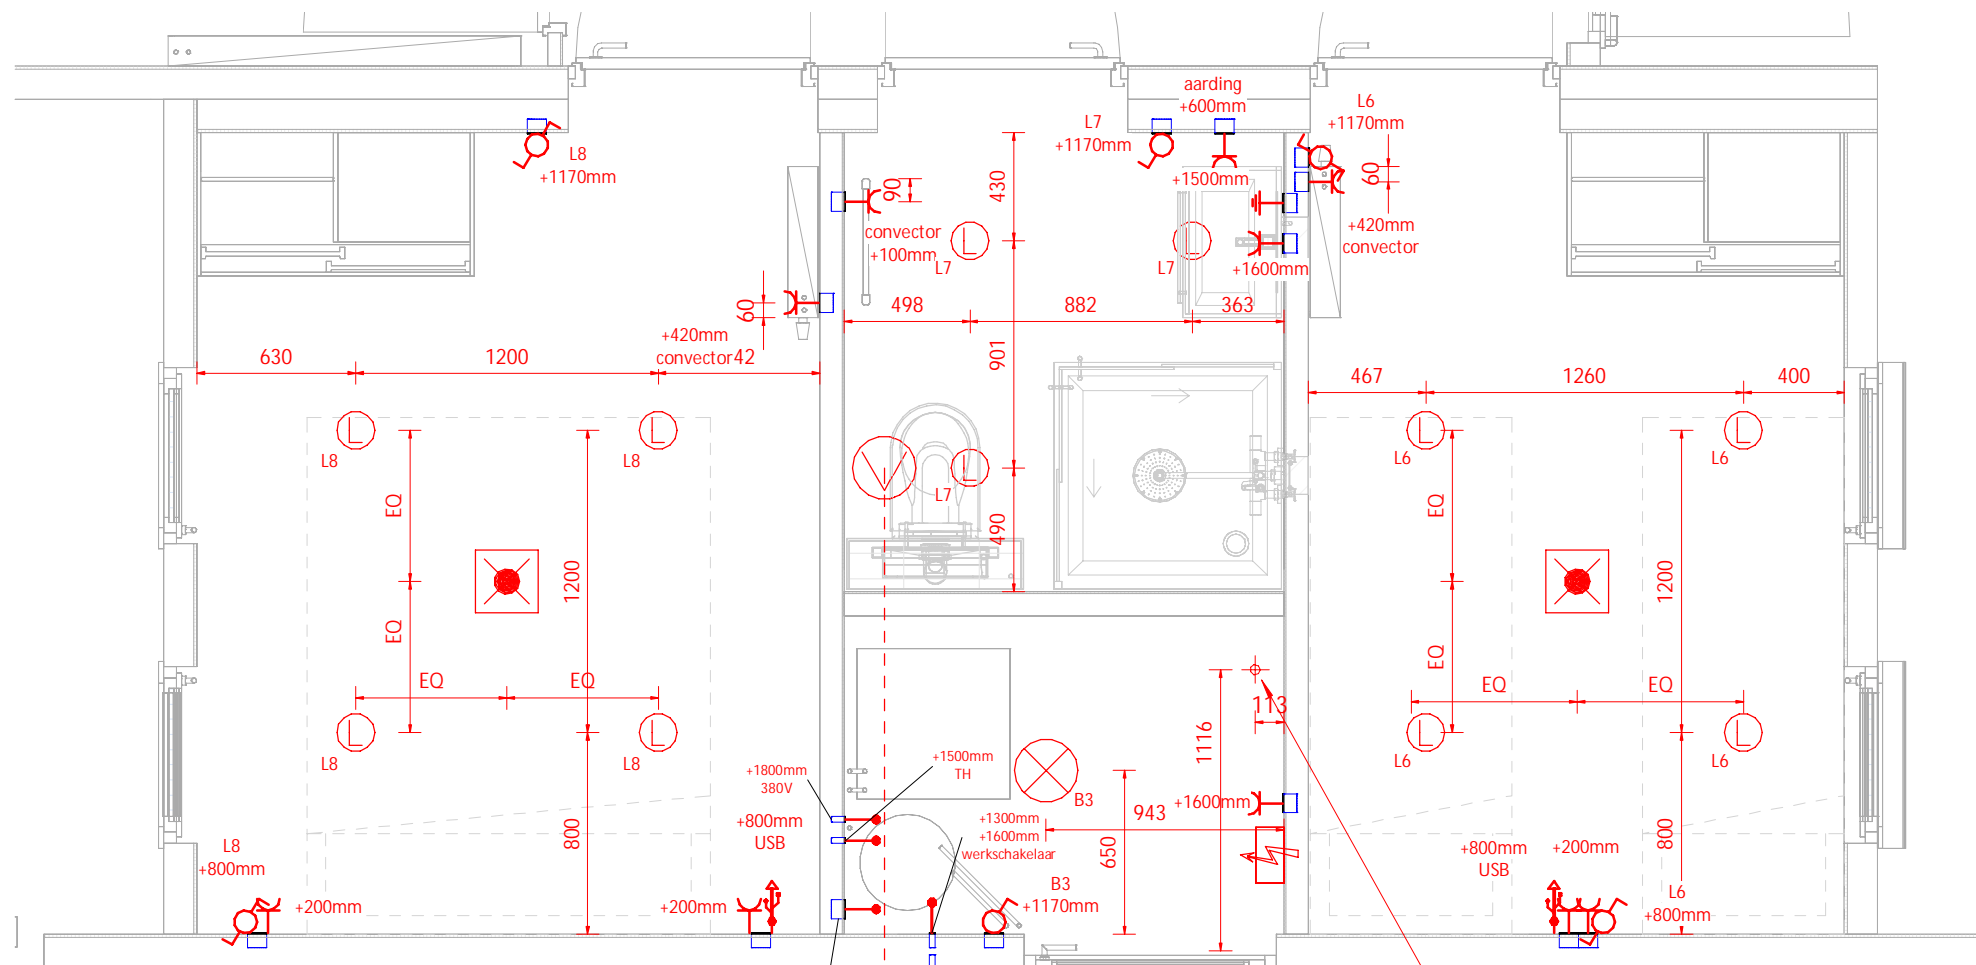 aarding
+600mm
L6
+1170mm
L7
+1170mm
L8
+1170mm
+1500mm
60
90
430
+420mm
convector
convector
+100mm
L7
L
L7
L
+1600mm
60
498
882
363
+420mm
convector42
901
630
1200
467
1260
400
L
L8
L
L8
L
L7
L
L6
L
L6
EQ
490
EQ
1200
1200
EQ
EQ
EQ
EQ
EQ
EQ
113
L
L8
L
L8
1116
L
L6
L
L6
+1500mm
TH
+1800mm
380V
B3
+1600mm
+800mm
USB
+1300mm
+1600mm
werkschakelaar
943
650
800
800
L8
+800mm
+800mm
USB
+200mm
B3
+1170mm
L6
+800mm
+200mm
+200mm